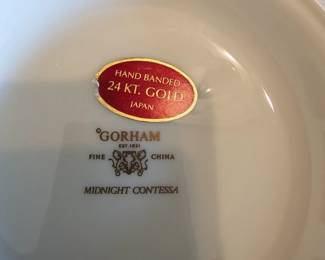 HAND BANDED
24 KT. GOLD
JAPAN
GORHAM
EST. 1831
FINE CHINA
MIDNIGHT CONTESSA